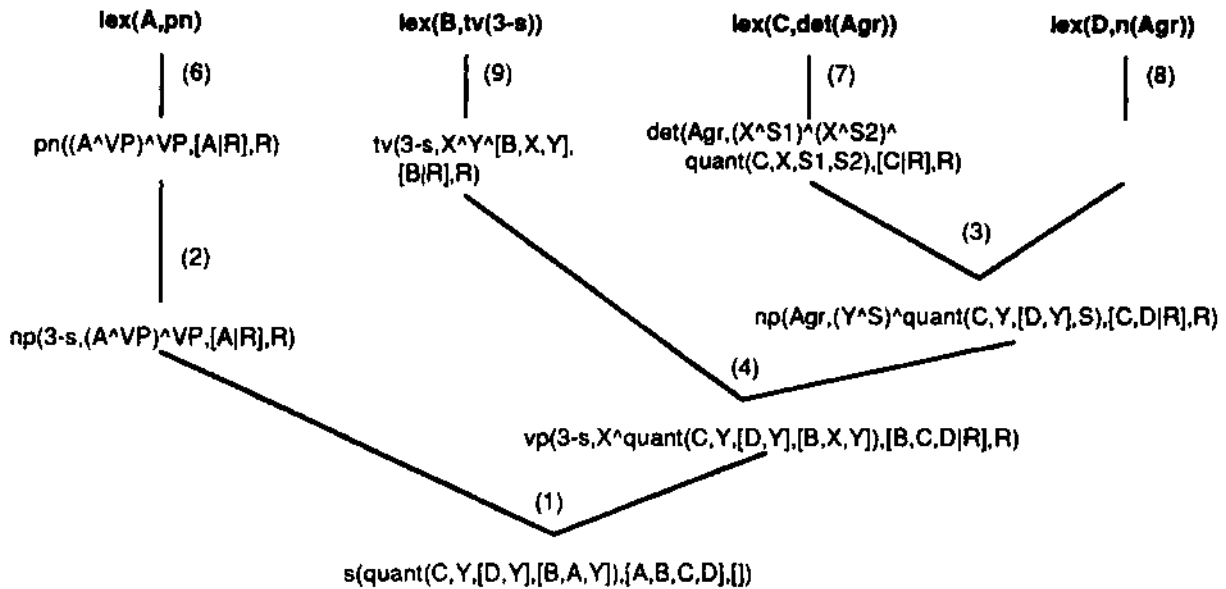 lex(A,pn) lex(B,tv(3-s)) lex(C,det(Agr)) lex(D,n(Agr))
(6) (9) (7) (8)
pn((A^VP)^VP,[A|R],R)
tv(3-s,X^Y^[B,X,Y],
[B|R],R)
det(Agr,(X^S1)^(X^S2)^
quant(C,X,S1,S2),[C|R],R)
(2)
(3)
np(3-s,(A^VP)^VP,[A|R],R)
np(Agr,(Y^S)^quant(C,Y,[D,Y],S),[C,D|R],R)
(4)
vp(3-s,X^quant(C,Y,[D,Y],[B,X,Y]),[B,C,D|R],R)
(1)
s(quant(C,Y,[D,Y],[B,A,Y]),[A,B,C,D],[])